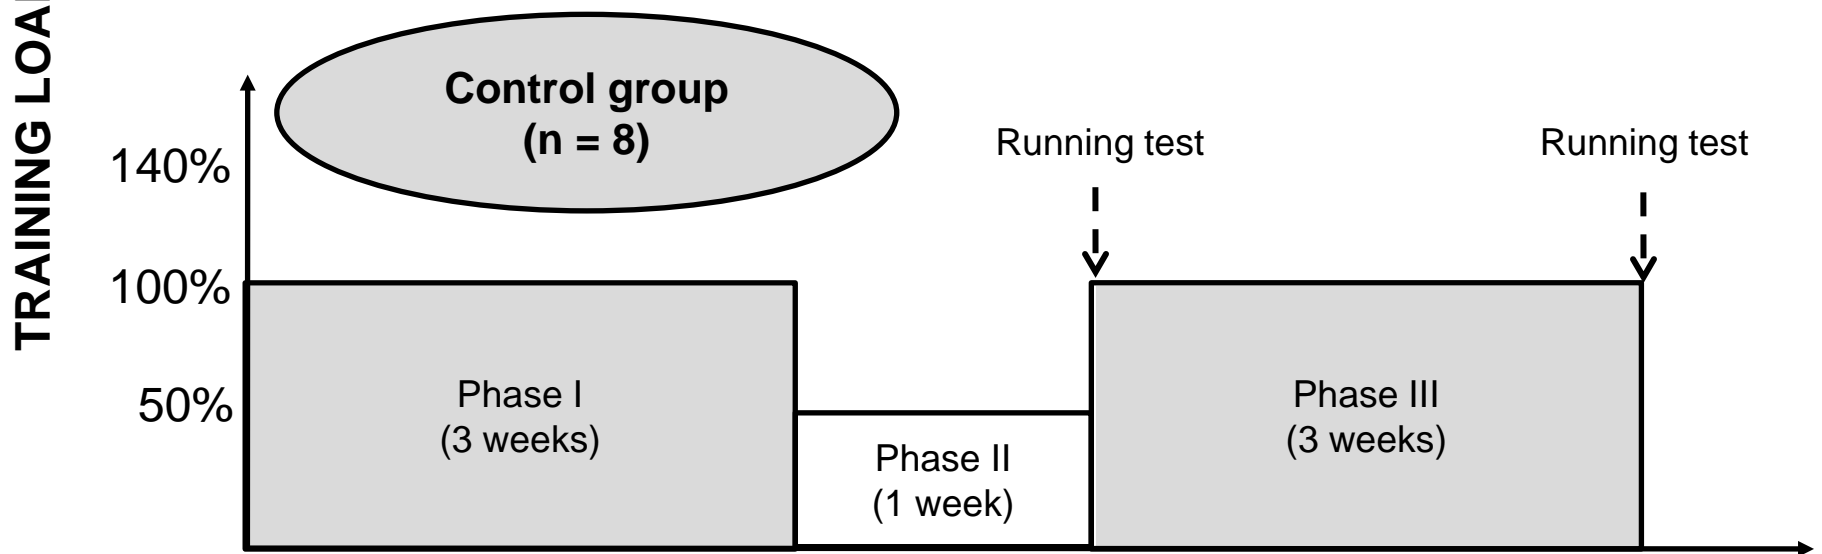 TRAINING
Control group
(n = 8)
Running test
Running test
140%
100%
50%
Phase I
(3 weeks)
Phase II
(1 week)
Phase III
(3 weeks)